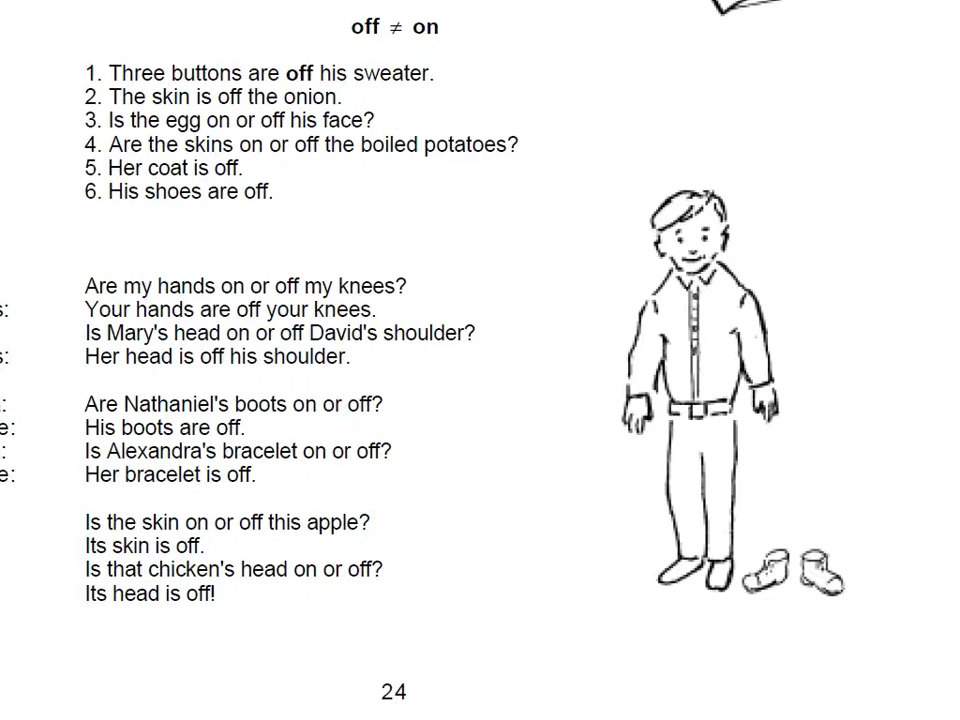 off ≠ on
1. Three buttons are off his sweater.
2. The skin is off the onion.
3. Is the egg on or off his face?
4. Are the skins on or off the boiled potatoes?
5. Her coat is off.
6. His shoes are off.
Are my hands on or off my knees?
s: Your hands are off your knees.
Is Mary's head on or off David's shoulder?
s: Her head is off his shoulder.
: Are Nathaniel's boots on or off?
e: His boots are off.
: Is Alexandra's bracelet on or off?
e: Her bracelet is off.
Is the skin on or off this apple?
Its skin is off.
Is that chicken's head on or off?
Its head is off!
24